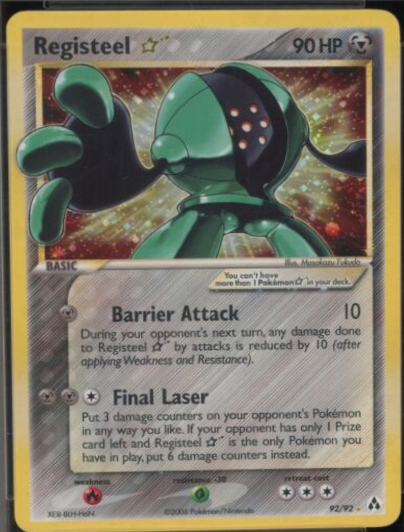 Registeel ☆ 90 HP
Illus. Masakazu Fukuda
BASIC
You can't have
more than 1 Pokémon ☆ in your deck.
Barrier Attack 10
During your opponent's next turn, any damage done
to Registeel ☆ by attacks is reduced by 10 (after
applying Weakness and Resistance).
Final Laser
Put 3 damage counters on your opponent's Pokémon
in any way you like. If your opponent has only 1 Prize
card left and Registeel ☆ is the only Pokémon you
have in play, put 6 damage counters instead.
weakness resistance -30 retreat cost
©2006 Pokémon/Nintendo 92/92